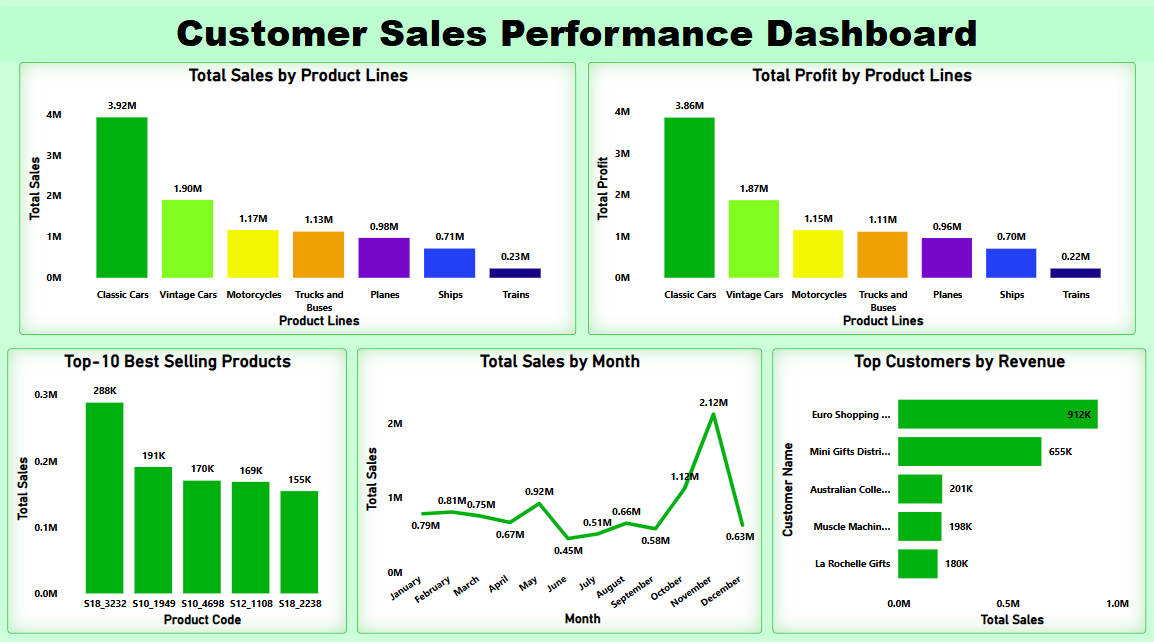 Customer Sales Performance Dashboard
Total Sales by Product Lines
Total Sales
4M
3M
2M
1M
0M
3.92M
1.90M
1.17M
1.13M
0.98M
0.71M
0.23M
Classic Cars
Vintage Cars
Motorcycles
Trucks and
Buses
Planes
Ships
Trains
Product Lines
Total Profit by Product Lines
Total Profit
4M
3M
2M
1M
0M
3.86M
1.87M
1.15M
1.11M
0.96M
0.70M
0.22M
Classic Cars
Vintage Cars
Motorcycles
Trucks and
Buses
Planes
Ships
Trains
Product Lines
Top-10 Best Selling Products
Total Sales
0.3M
0.2M
0.1M
0.0M
288K
191K
170K
169K
155K
S18_3232
S10_1949
S10_4698
S12_1108
S18_2238
Product Code
Total Sales by Month
Total Sales
2M
1M
0M
0.79M
0.81M
0.75M
0.67M
0.92M
0.45M
0.51M
0.66M
0.58M
1.12M
2.12M
0.63M
January
February
March
April
May
June
July
August
September
October
November
December
Month
Top Customers by Revenue
Customer Name
Euro Shopping ...
912K
Mini Gifts Distri...
655K
Australian Colle...
201K
Muscle Machin...
198K
La Rochelle Gifts
180K
0.0M
0.5M
1.0M
Total Sales